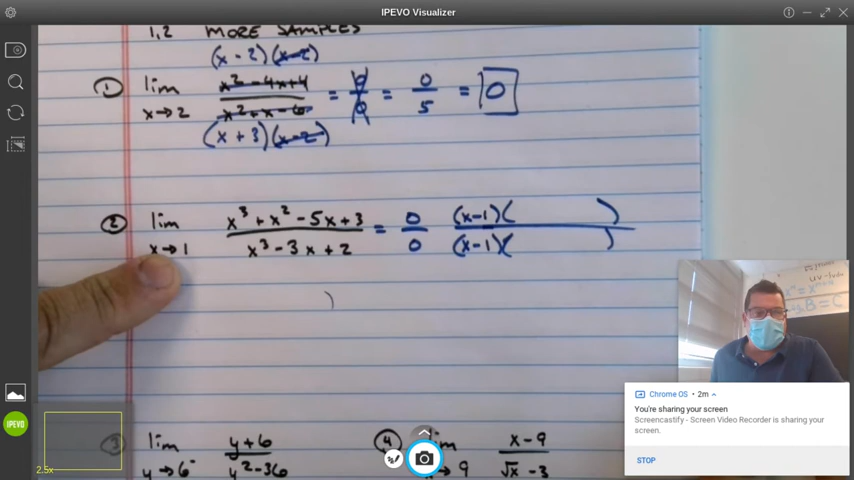 IPEVO Visualizer
1,2 MORE SAMPLES
(x - 2)(x-2)
① lim x→2 x² - 4x+4 / x² + x - 6 = 0/0 = 0/5 = 0
(x + 3)(x-2)
② lim x→1 x³ + x² - 5x + 3 / x³ - 3x + 2 = 0/0 (x-1)( ) / (x-1)( )
)
③ lim y→6⁻ y+6 / y² - 36
④ lim x→9 x-9 / √x - 3
2.5x
IPEVO
Chrome OS • 2m
You're sharing your screen
Screencastify - Screen Video Recorder is sharing your
screen.
STOP